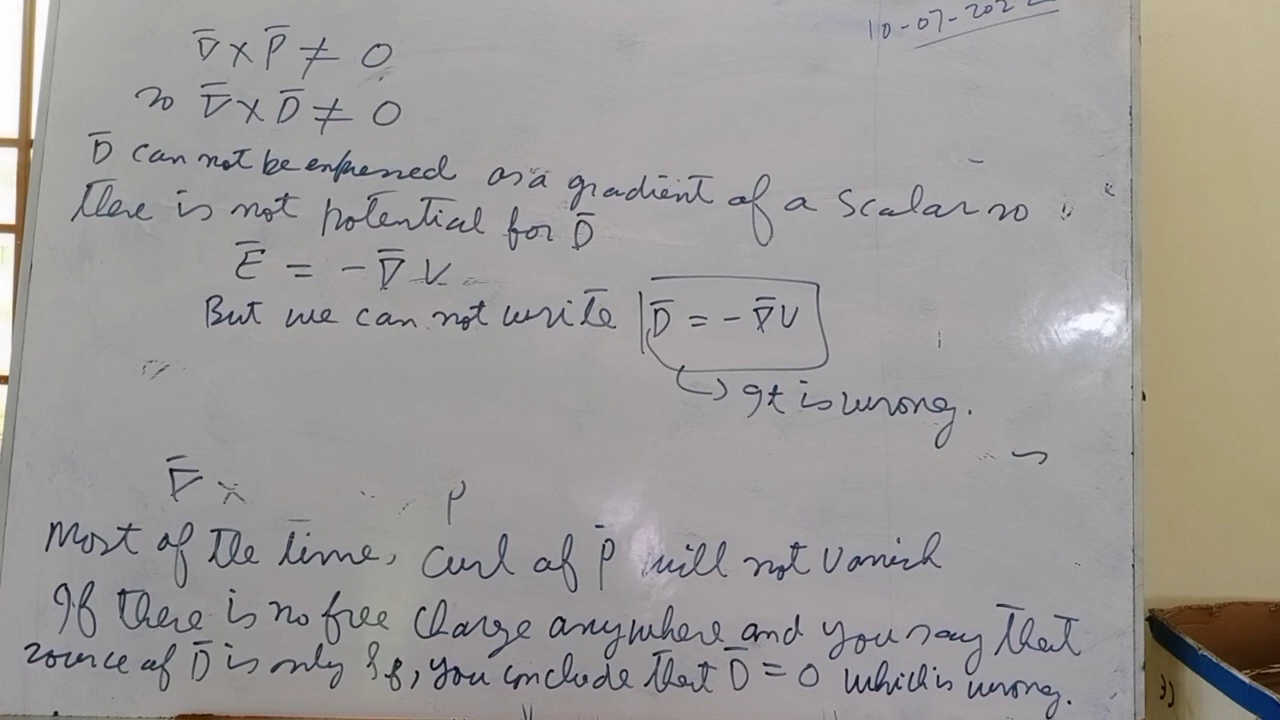 10-07-202
∇̄ × P̄ ≠ 0
so ∇̄ × D̄ ≠ 0
D̄ can not be expressed as a gradient of a scalar so
there is not potential for D̄
Ē = -∇̄ V
But we can not write D̄ = -∇̄V
It is wrong.
∇̄ × P
Most of the time, curl of P̄ will not vanish
If there is no free charge anywhere and you say that
source of D̄ is only ρf, you conclude that D̄ = 0 which is wrong.